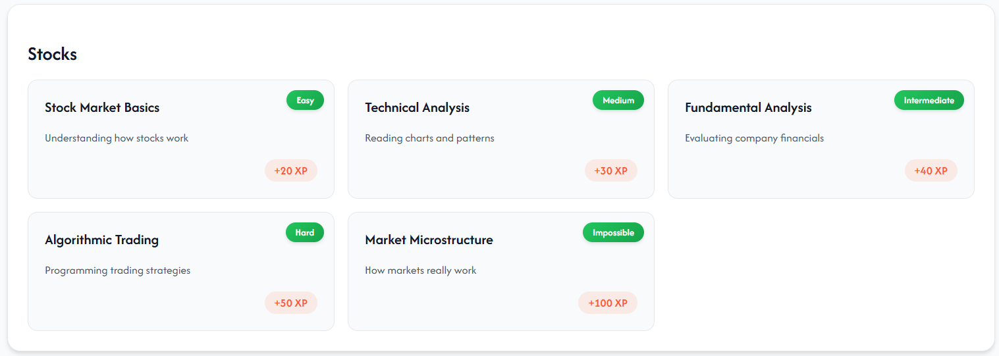 Stocks
Stock Market Basics
Easy
Understanding how stocks work
+20 XP
Technical Analysis
Medium
Reading charts and patterns
+30 XP
Fundamental Analysis
Intermediate
Evaluating company financials
+40 XP
Algorithmic Trading
Hard
Programming trading strategies
+50 XP
Market Microstructure
Impossible
How markets really work
+100 XP